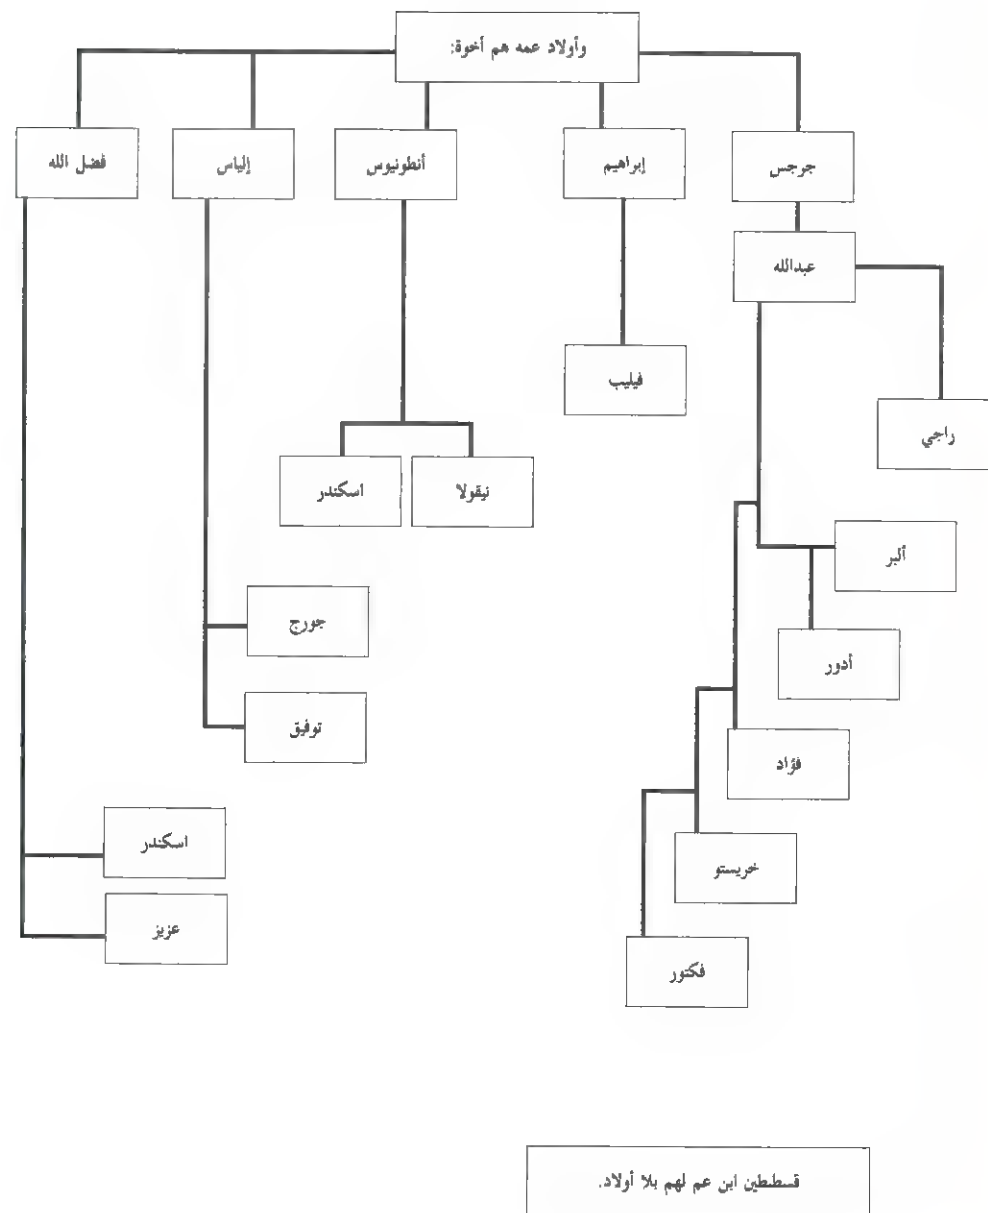 وأولاد عمه هم أخوة:
جرجس
إبراهيم
أنطونيوس
إلياس
فضل الله
عبدالله
فيليب
راجي
نيقولا
اسكندر
ألبر
جورج
أدور
توفيق
فؤاد
اسكندر
خريستو
عزيز
فكتور
قسطنطين ابن عم لهم بلا أولاد.